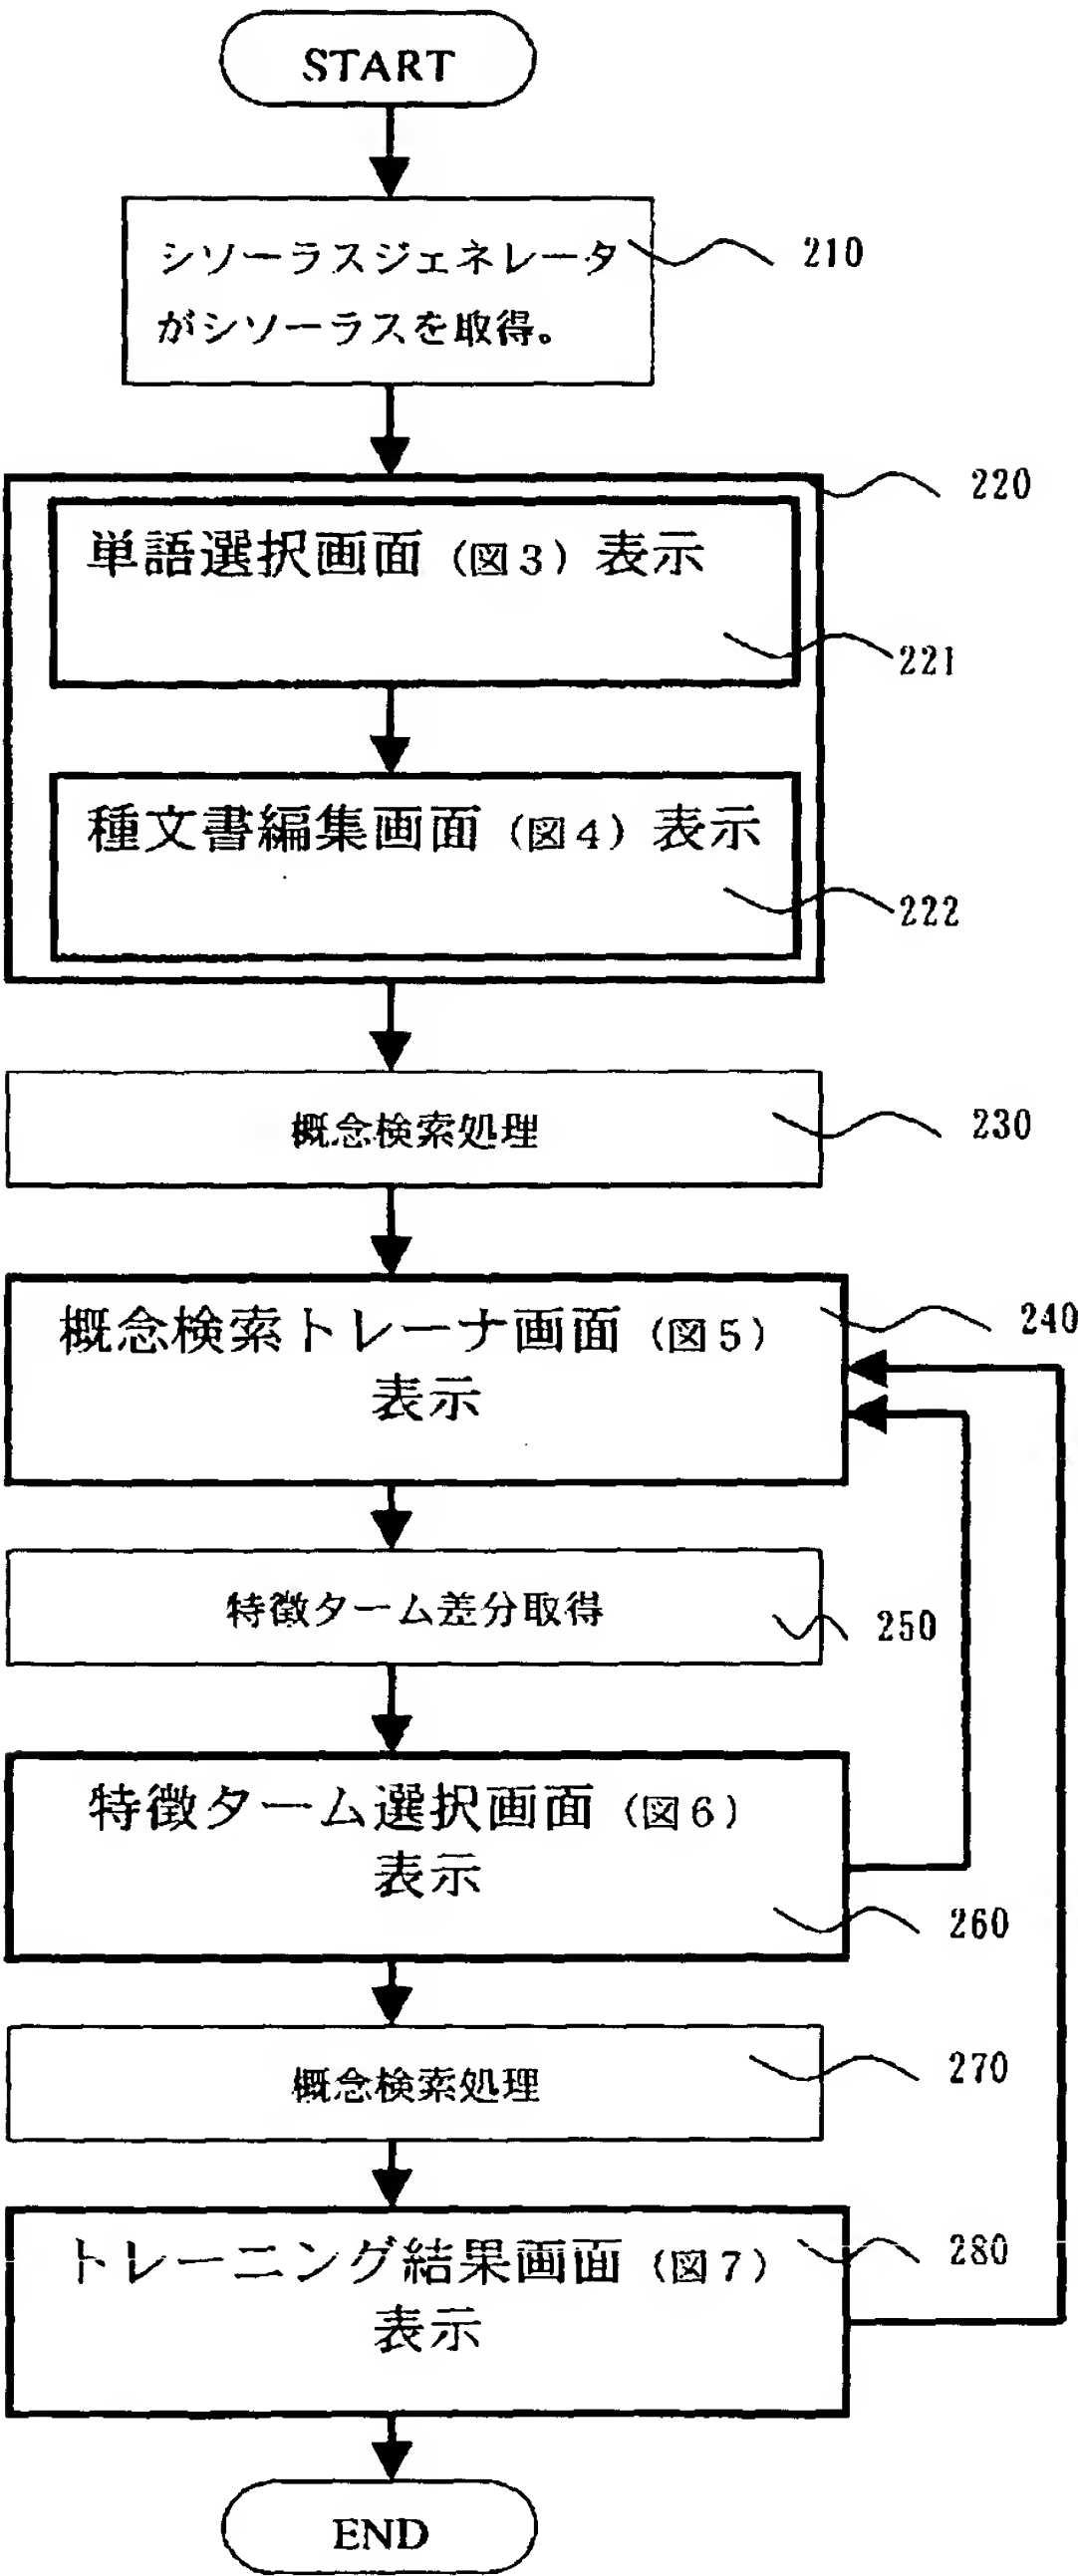 START
シソーラスジェネレータ
がシソーラスを取得。
210
220
単語選択画面（図3）表示
221
種文書編集画面（図4）表示
222
概念検索処理
230
概念検索トレーナ画面（図5）
表示
240
特徴ターム差分取得
250
特徴ターム選択画面（図6）
表示
260
概念検索処理
270
トレーニング結果画面（図7）
表示
280
END